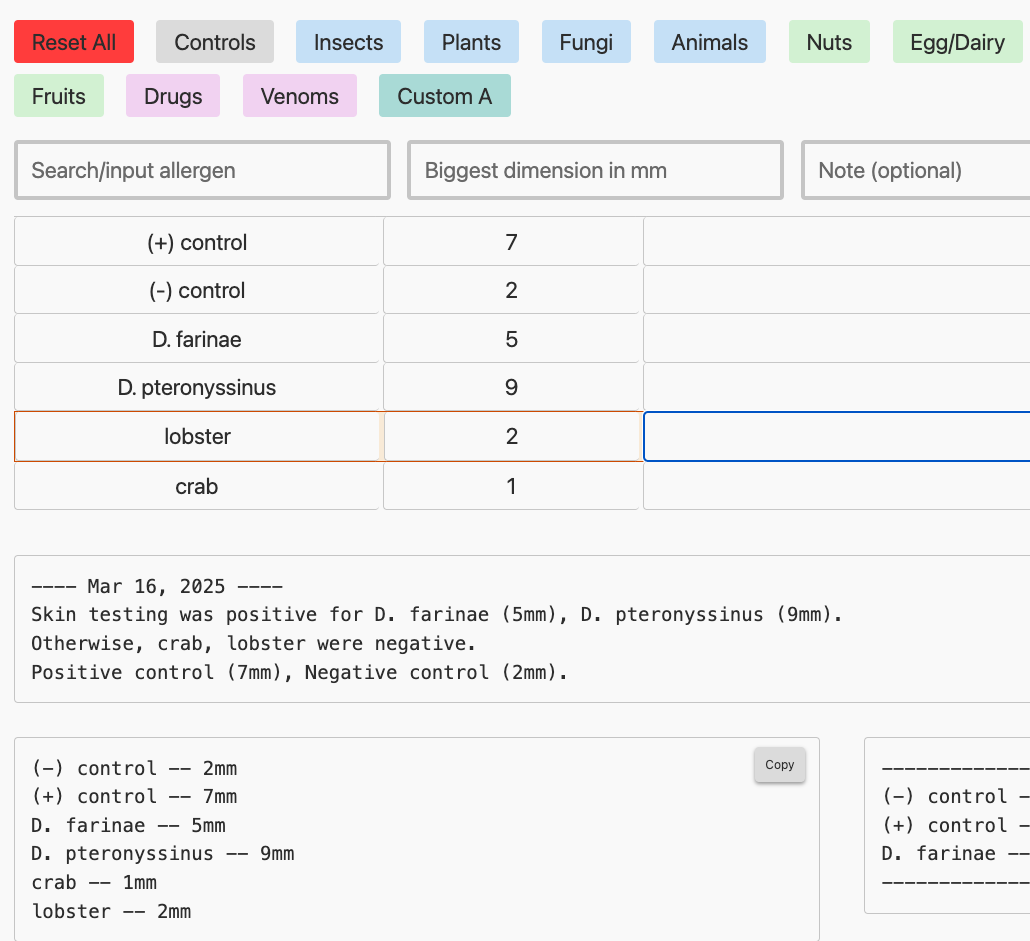 Reset All Controls Insects Plants Fungi Animals Nuts Egg/Dairy
Fruits Drugs Venoms Custom A
Search/input allergen Biggest dimension in mm Note (optional)
(+) control 7
(-) control 2
D. farinae 5
D. pteronyssinus 9
lobster 2
crab 1
---- Mar 16, 2025 ----
Skin testing was positive for D. farinae (5mm), D. pteronyssinus (9mm).
Otherwise, crab, lobster were negative.
Positive control (7mm), Negative control (2mm).
Copy
(-) control -- 2mm
(+) control -- 7mm
D. farinae -- 5mm
D. pteronyssinus -- 9mm
crab -- 1mm
lobster -- 2mm
-------------
(-) control -
(+) control -
D. farinae --
-------------